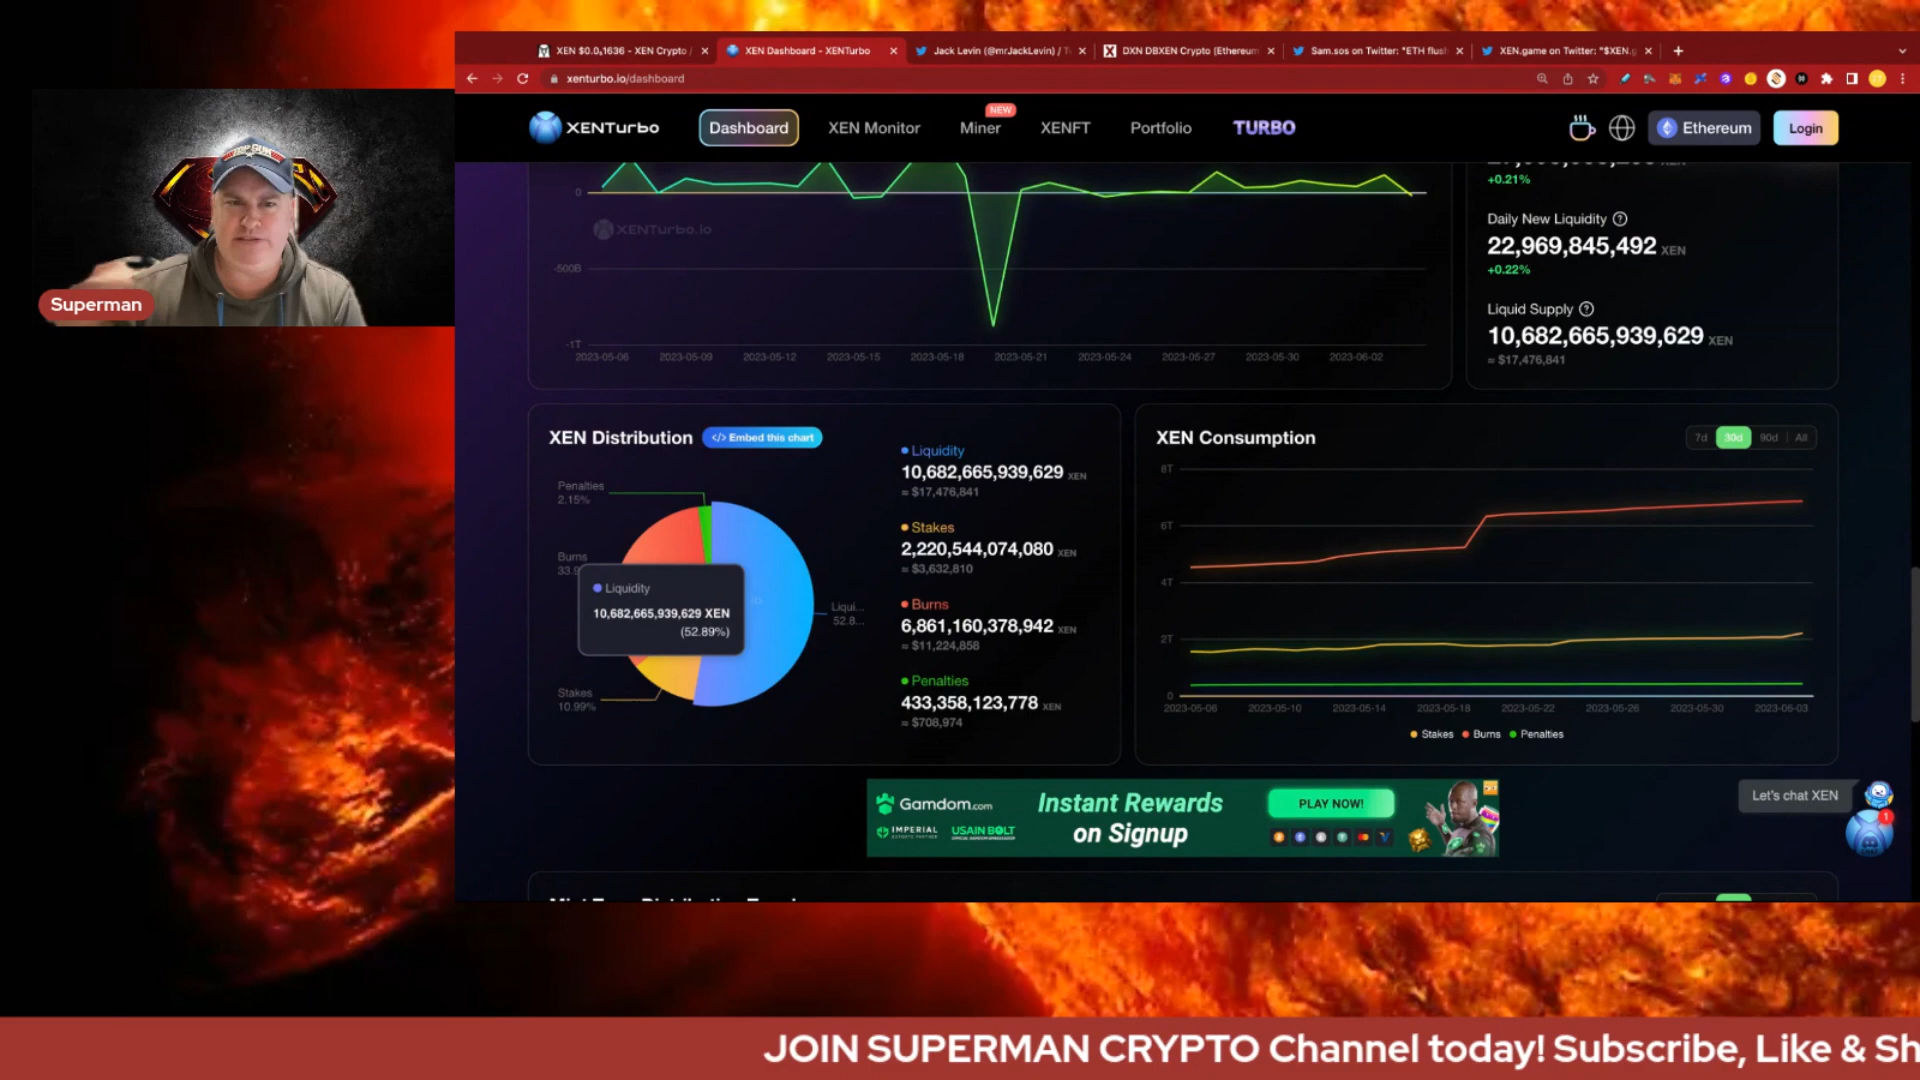 XEN $0.0₆1636 - XEN Crypto /
XEN Dashboard - XENTurbo
Jack Levin (@mrJackLevin) / T
DXN DBXEN Crypto (Ethereum
Sam.sos on Twitter: "ETH flush
XEN.game on Twitter: "$XEN.g
xenturbo.io/dashboard
XENTurbo
Dashboard
XEN Monitor
Miner
NEW
XENFT
Portfolio
TURBO
Ethereum
Login
TOP GUN
Superman
0
-500B
-1T
XENTurbo.io
2023-05-06
2023-05-09
2023-05-12
2023-05-15
2023-05-18
2023-05-21
2023-05-24
2023-05-27
2023-05-30
2023-06-02
+0.21%
Daily New Liquidity
22,969,845,492 XEN
+0.22%
Liquid Supply
10,682,665,939,629 XEN
≈ $17,476,841
XEN Distribution
</> Embed this chart
Penalties
2.15%
Burns
33.9
Liquidity
10,682,665,939,629 XEN
(52.89%)
Liqui...
52.8...
Stakes
10.99%
Liquidity
10,682,665,939,629 XEN
≈ $17,476,841
Stakes
2,220,544,074,080 XEN
≈ $3,632,810
Burns
6,861,160,378,942 XEN
≈ $11,224,858
Penalties
433,358,123,778 XEN
≈ $708,974
XEN Consumption
7d
30d
90d
All
8T
6T
4T
2T
0
2023-05-06
2023-05-10
2023-05-14
2023-05-18
2023-05-22
2023-05-26
2023-05-30
2023-06-03
Stakes
Burns
Penalties
Gamdom.com
IMPERIAL
USAIN BOLT
Instant Rewards
on Signup
PLAY NOW!
Let's chat XEN
1
JOIN SUPERMAN CRYPTO Channel today! Subscribe, Like & Sh